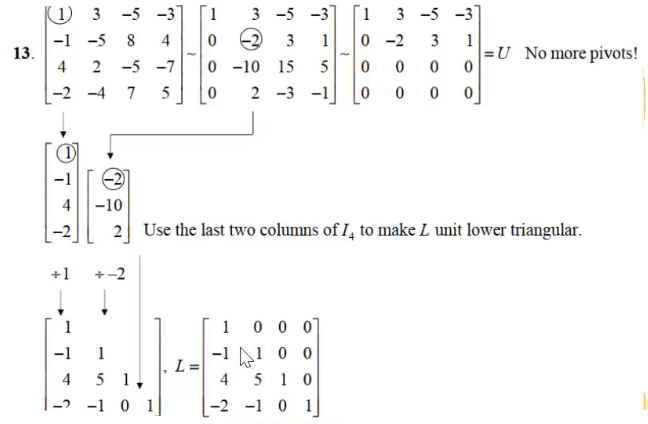 1 3 −5 −3 1 3 −5 −3 1 3 −5 −3
−1 −5 8 4 0 −2 3 1 0 −2 3 1
13. ~ ~ = U No more pivots!
4 2 −5 −7 0 −10 15 5 0 0 0 0
−2 −4 7 5 0 2 −3 −1 0 0 0 0
1
−1 −2
4 −10
−2 2 Use the last two columns of I4 to make L unit lower triangular.
÷1 ÷−2
1 1 0 0 0
−1 1 −1 1 0 0
, L =
4 5 1 4 5 1 0
−2 −1 0 1 −2 −1 0 1